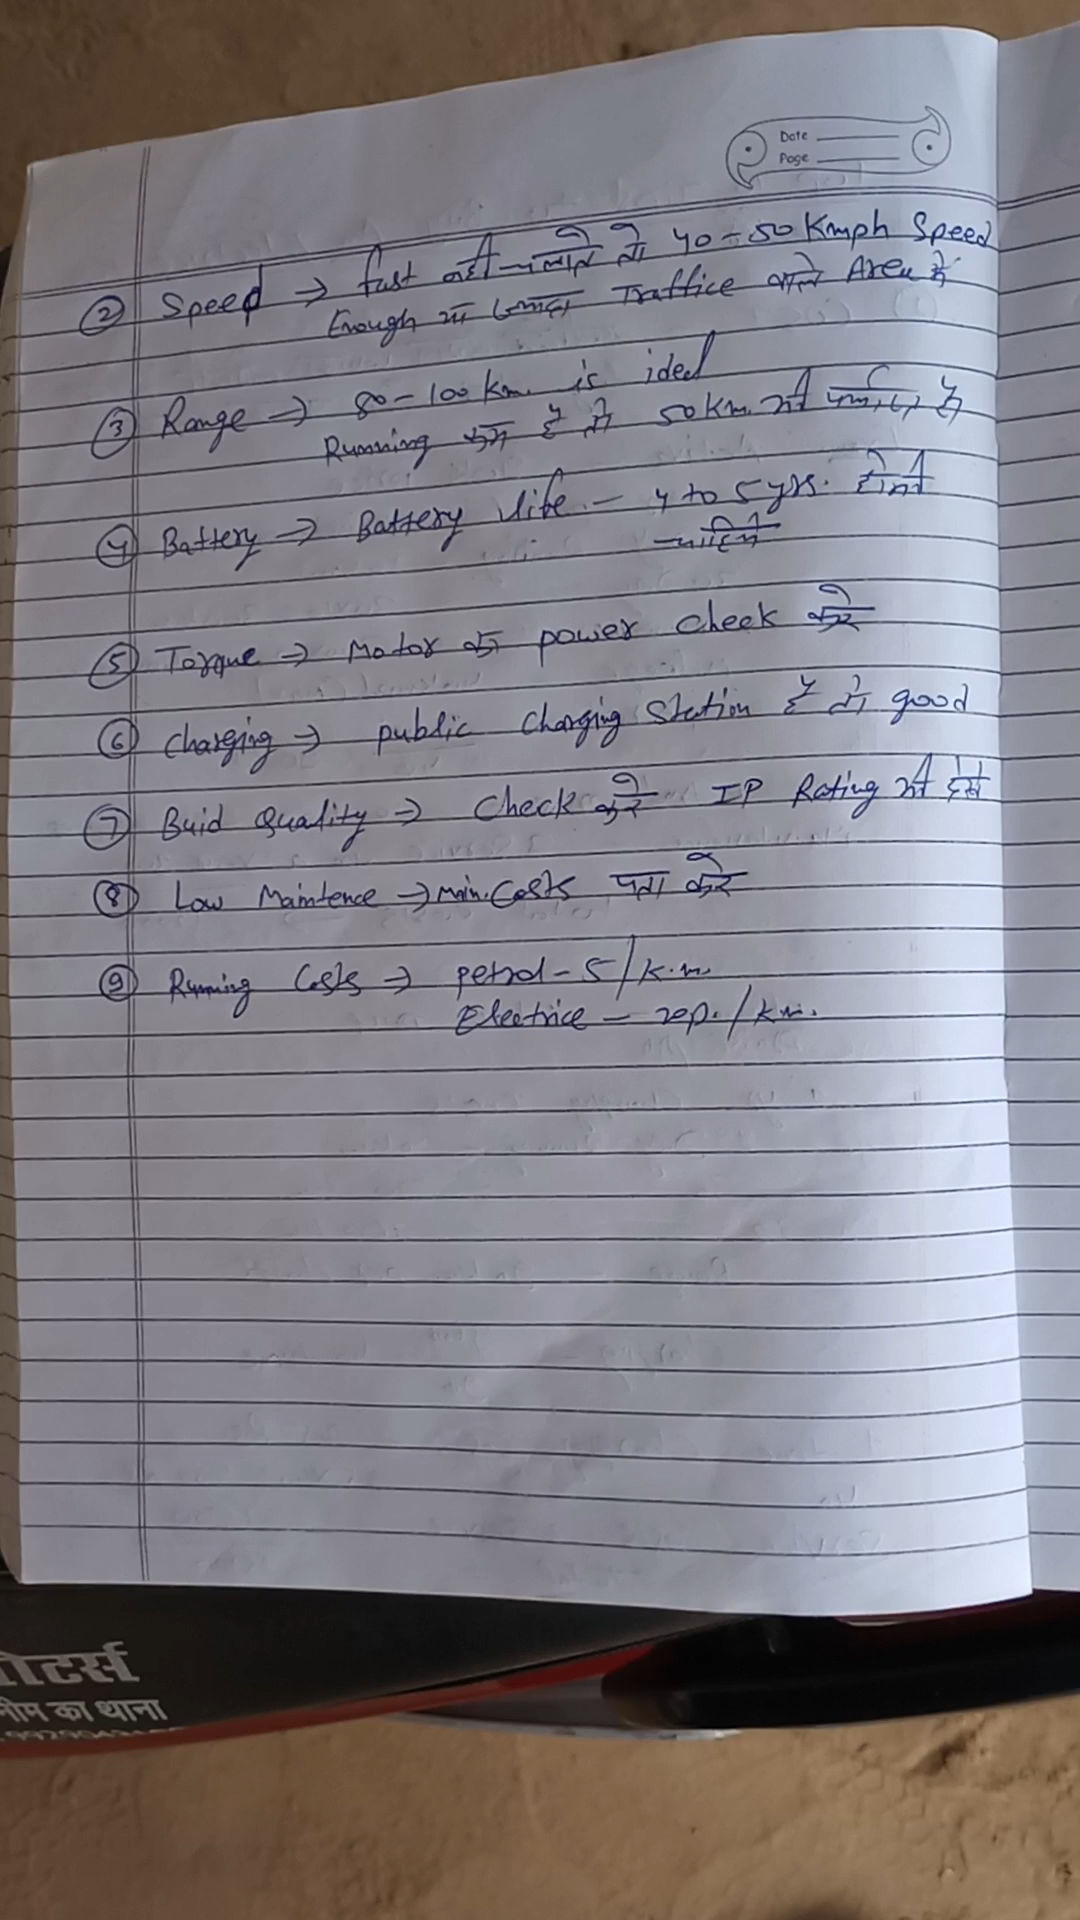 Date
Page
② Speed → fast नहीं चलाने तो 40-50 Kmph Speed
Enough या ज्यादा Traffice वाले Area में
③ Range → 80-100 Km. is ideal
Running कम है तो 50 Km. भी पर्याप्त है
④ Battery → Battery life - 4 to 5 yrs. होनी
चाहिये
⑤ Torque → Motor का power check करे
⑥ Charging → public Charging Station है तो good
⑦ Buid Quality → Check करे IP Rating भी देखें
⑧ Low Maintence → Main. Costs पता करे
⑨ Running Costs → petrol - 5/k.m.
Electrice - 20p./km.
मोटर्स
नीम का थाना